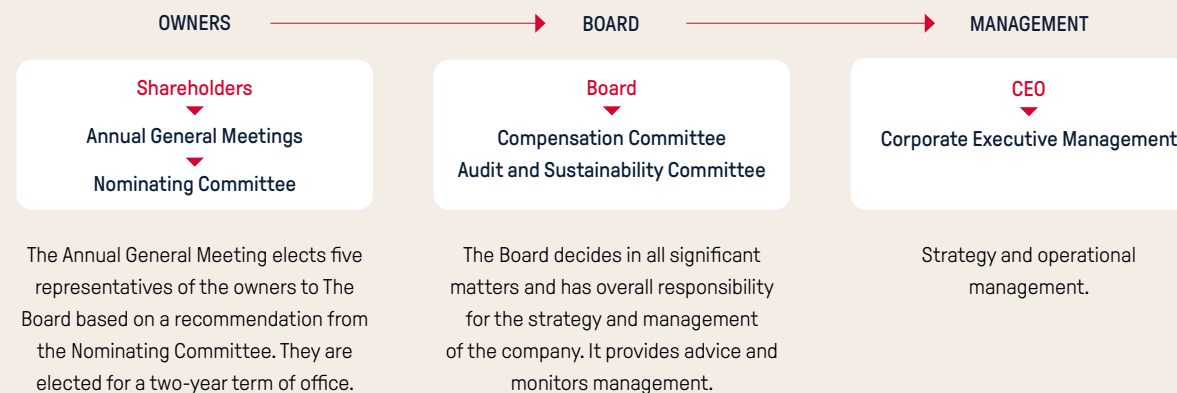 OWNERS
BOARD
MANAGEMENT
Shareholders
Annual General Meetings
Nominating Committee
Board
Compensation Committee
Audit and Sustainability Committee
CEO
Corporate Executive Management
The Annual General Meeting elects five
representatives of the owners to The
Board based on a recommendation from
the Nominating Committee. They are
elected for a two-year term of office.
The Board decides in all significant
matters and has overall responsibility
for the strategy and management
of the company. It provides advice and
monitors management.
Strategy and operational
management.